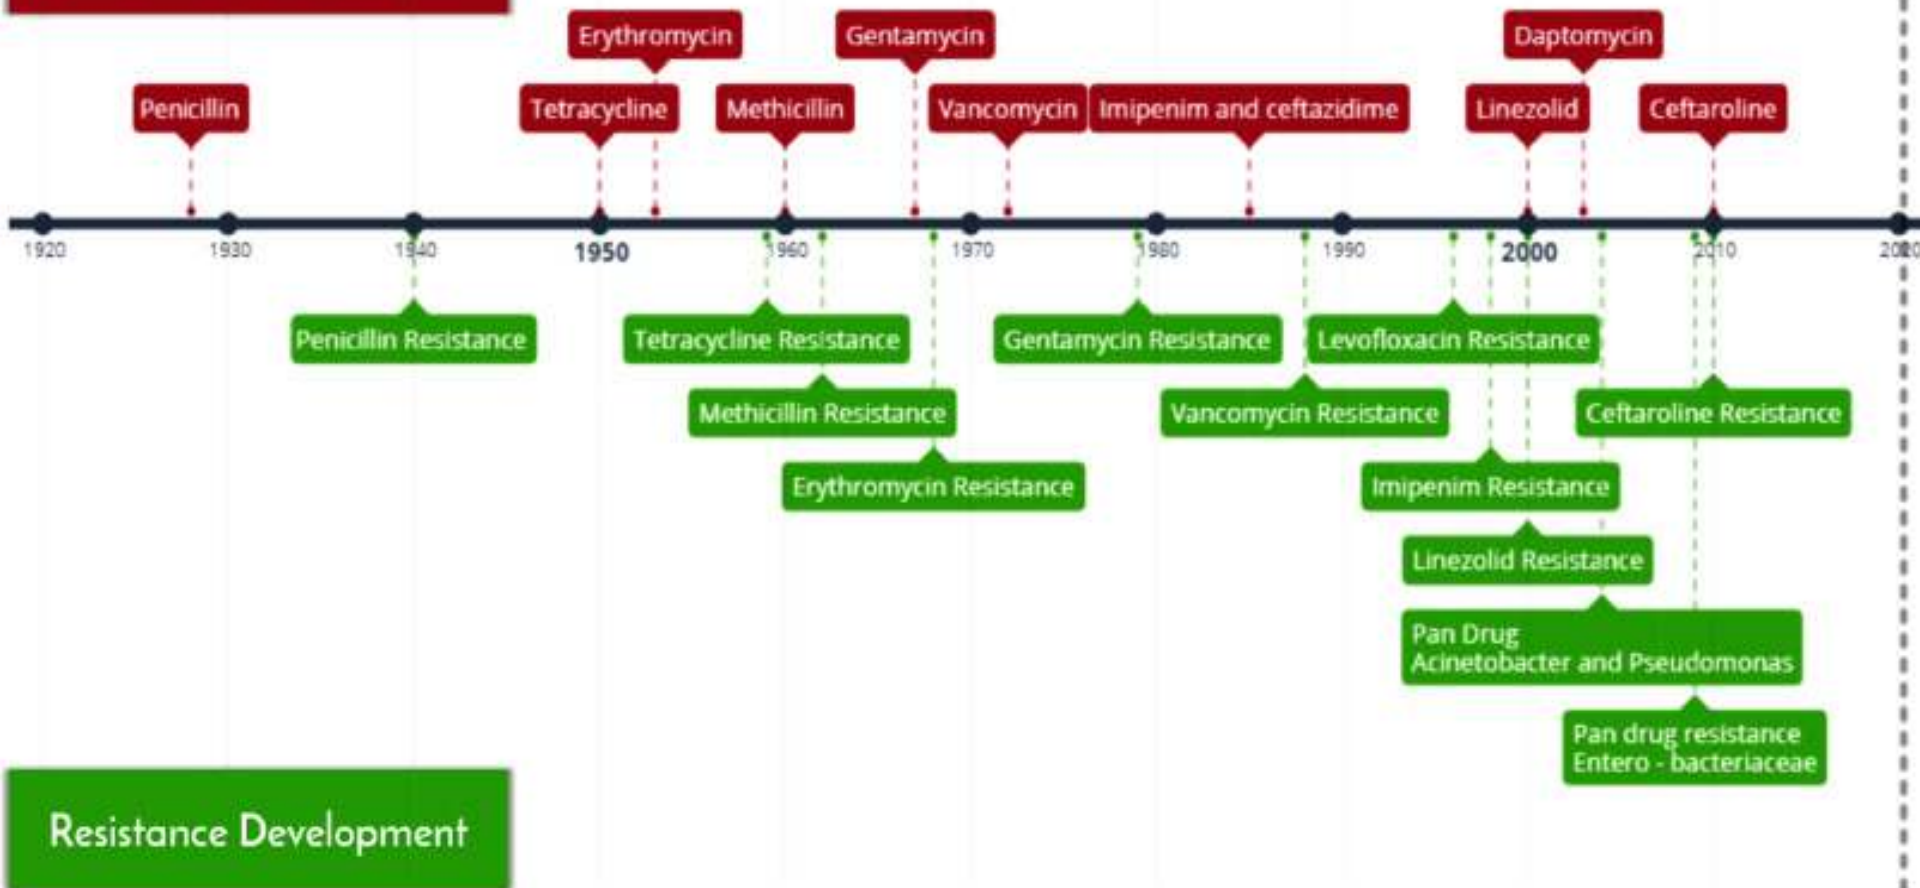 Erythromycin
Gentamycin
Daptomycin
Penicillin
Tetracycline
Methicillin
Vancomycin
Imipenim and ceftazidime
Linezolid
Ceftaroline
1920
1930
1940
1950
1960
1970
1980
1990
2000
2010
2020
Penicillin Resistance
Tetracycline Resistance
Gentamycin Resistance
Levofloxacin Resistance
Methicillin Resistance
Vancomycin Resistance
Ceftaroline Resistance
Erythromycin Resistance
Imipenim Resistance
Linezolid Resistance
Pan Drug
Acinetobacter and Pseudomonas
Pan drug resistance
Entero - bacteriaceae
Resistance Development